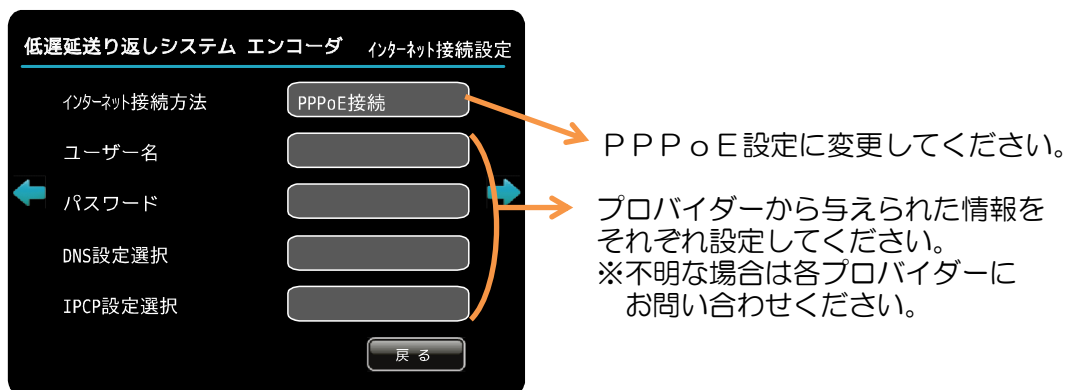 低遅延送り返しシステム エンコーダ ｲﾝﾀｰﾈｯﾄ接続設定
ｲﾝﾀｰﾈｯﾄ接続方法 PPPoE接続
ユーザー名
パスワード
DNS設定選択
IPCP設定選択
戻る
ＰＰＰｏＥ設定に変更してください。
プロバイダーから与えられた情報を
それぞれ設定してください。
※不明な場合は各プロバイダーに
お問い合わせください。